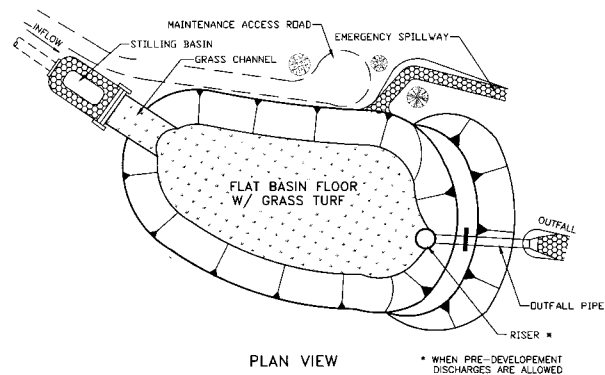 MAINTENANCE ACCESS ROAD
EMERGENCY SPILLWAY
INFLOW
STILLING BASIN
GRASS CHANNEL
FLAT BASIN FLOOR
W/ GRASS TURF
OUTFALL
OUTFALL PIPE
RISER *
PLAN VIEW
* WHEN PRE-DEVELOPEMENT
DISCHARGES ARE ALLOWED